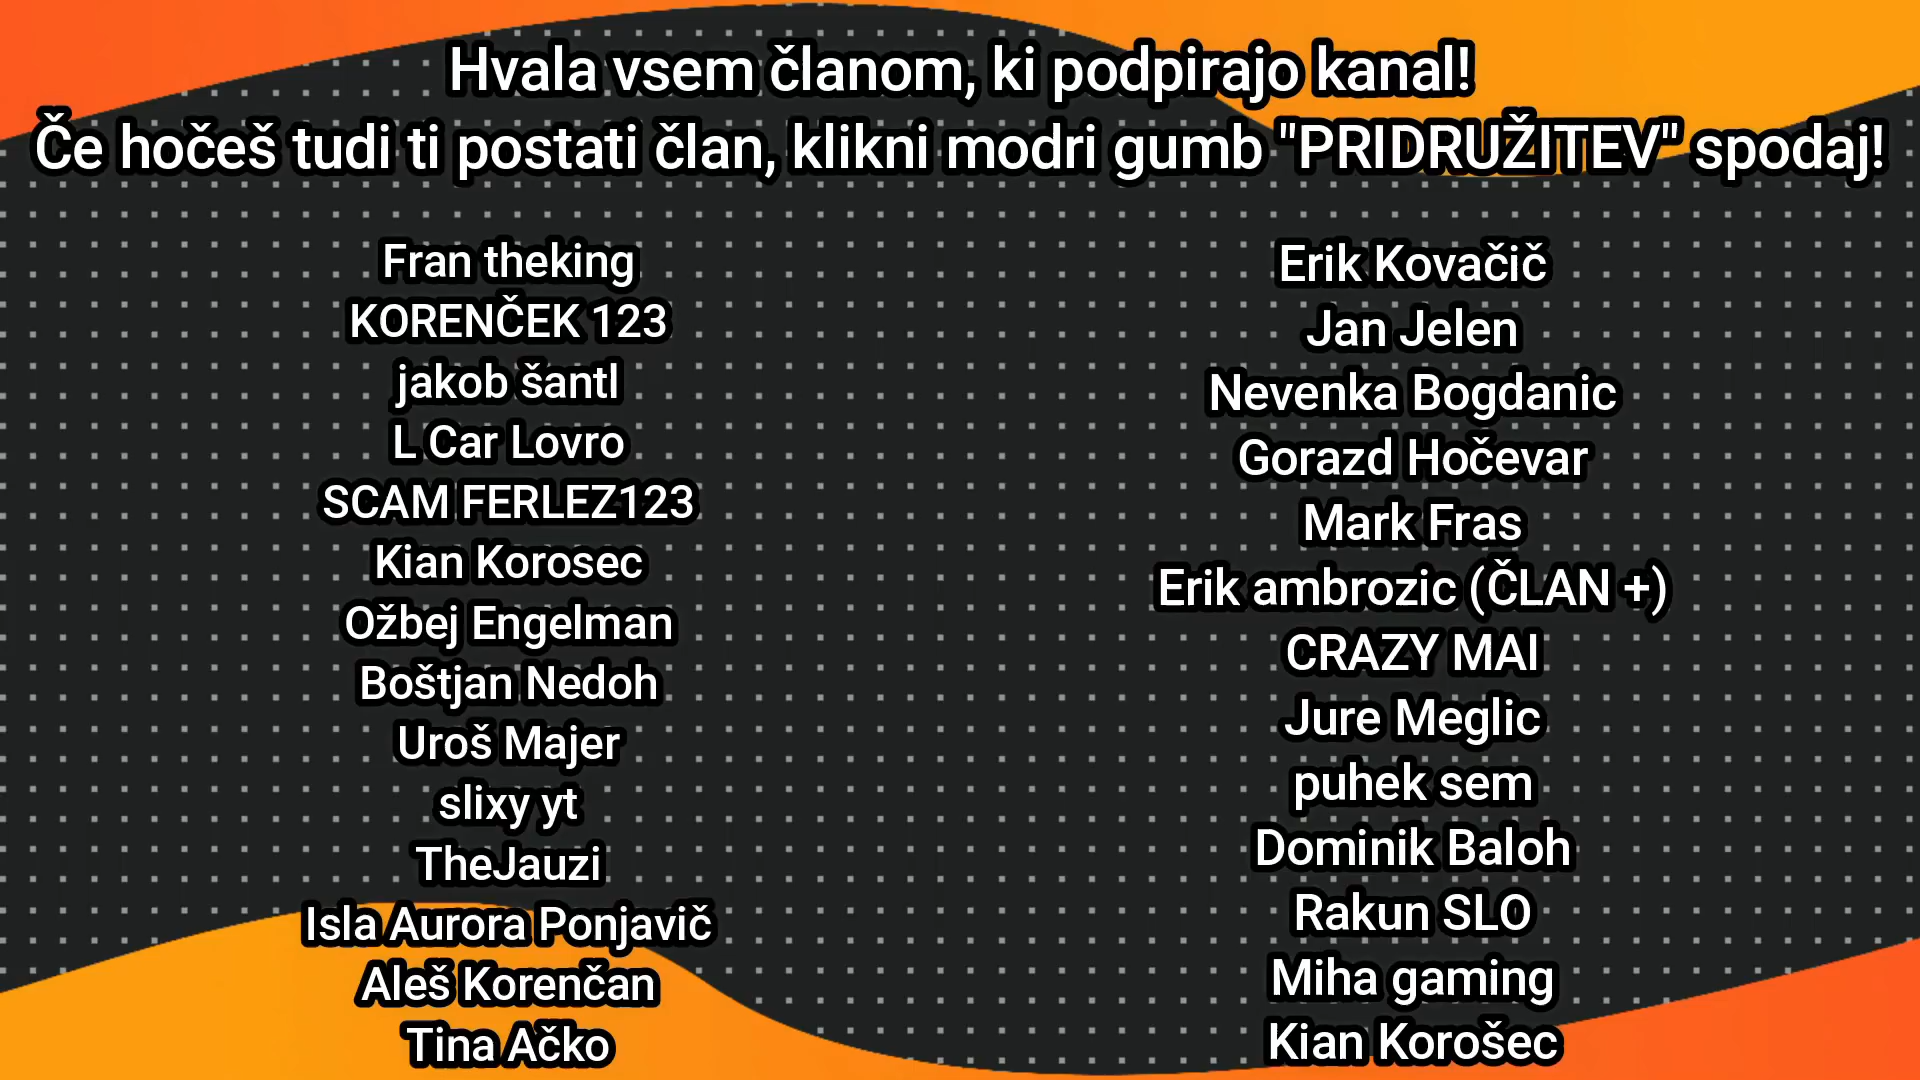 Hvala vsem članom, ki podpirajo kanal!
Če hočeš tudi ti postati član, klikni modri gumb "PRIDRUŽITEV" spodaj!
Fran theking
KORENČEK 123
jakob šantl
L Car Lovro
SCAM FERLEZ123
Kian Korosec
Ožbej Engelman
Boštjan Nedoh
Uroš Majer
slixy yt
TheJauzi
Isla Aurora Ponjavič
Aleš Korenčan
Tina Ačko
Erik Kovačič
Jan Jelen
Nevenka Bogdanic
Gorazd Hočevar
Mark Fras
Erik ambrozic (ČLAN +)
CRAZY MAI
Jure Meglic
puhek sem
Dominik Baloh
Rakun SLO
Miha gaming
Kian Korošec